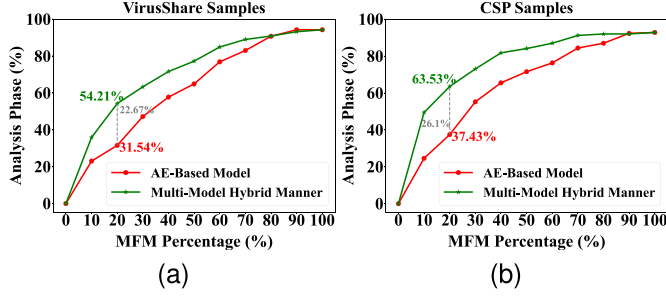 VirusShare Samples
Analysis Phase (%)
100
80
60
40
20
0
54.21%
22.67%
31.54%
AE-Based Model
Multi-Model Hybrid Manner
0 10 20 30 40 50 60 70 80 90 100
MFM Percentage (%)
(a)
CSP Samples
Analysis Phase (%)
100
80
60
40
20
0
63.53%
26.1%
37.43%
AE-Based Model
Multi-Model Hybrid Manner
0 10 20 30 40 50 60 70 80 90 100
MFM Percentage (%)
(b)